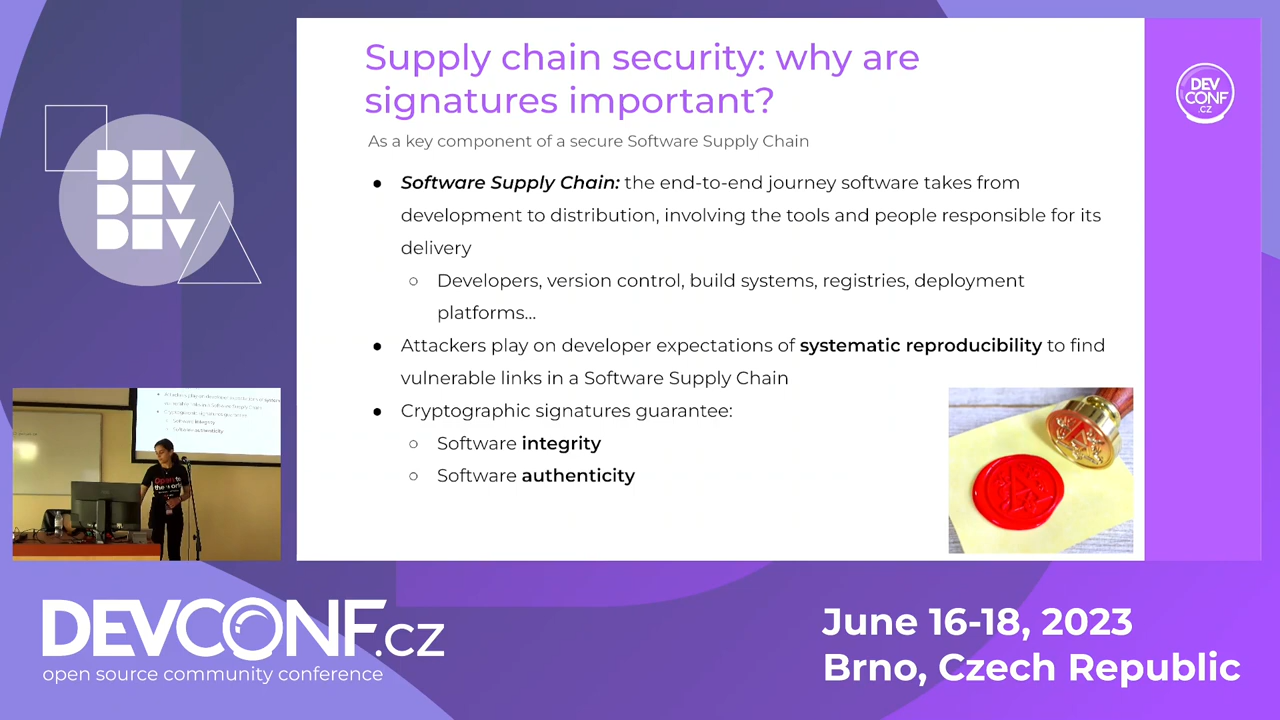 Supply chain security: why are
signatures important?
As a key component of a secure Software Supply Chain
● Software Supply Chain: the end-to-end journey software takes from
development to distribution, involving the tools and people responsible for its
delivery
○ Developers, version control, build systems, registries, deployment
platforms...
● Attackers play on developer expectations of systematic reproducibility to find
vulnerable links in a Software Supply Chain
● Cryptographic signatures guarantee:
○ Software integrity
○ Software authenticity
DEV
CONF
.CZ
DEV
DEV
DEV
DEVCONF.cz
open source community conference
June 16-18, 2023
Brno, Czech Republic